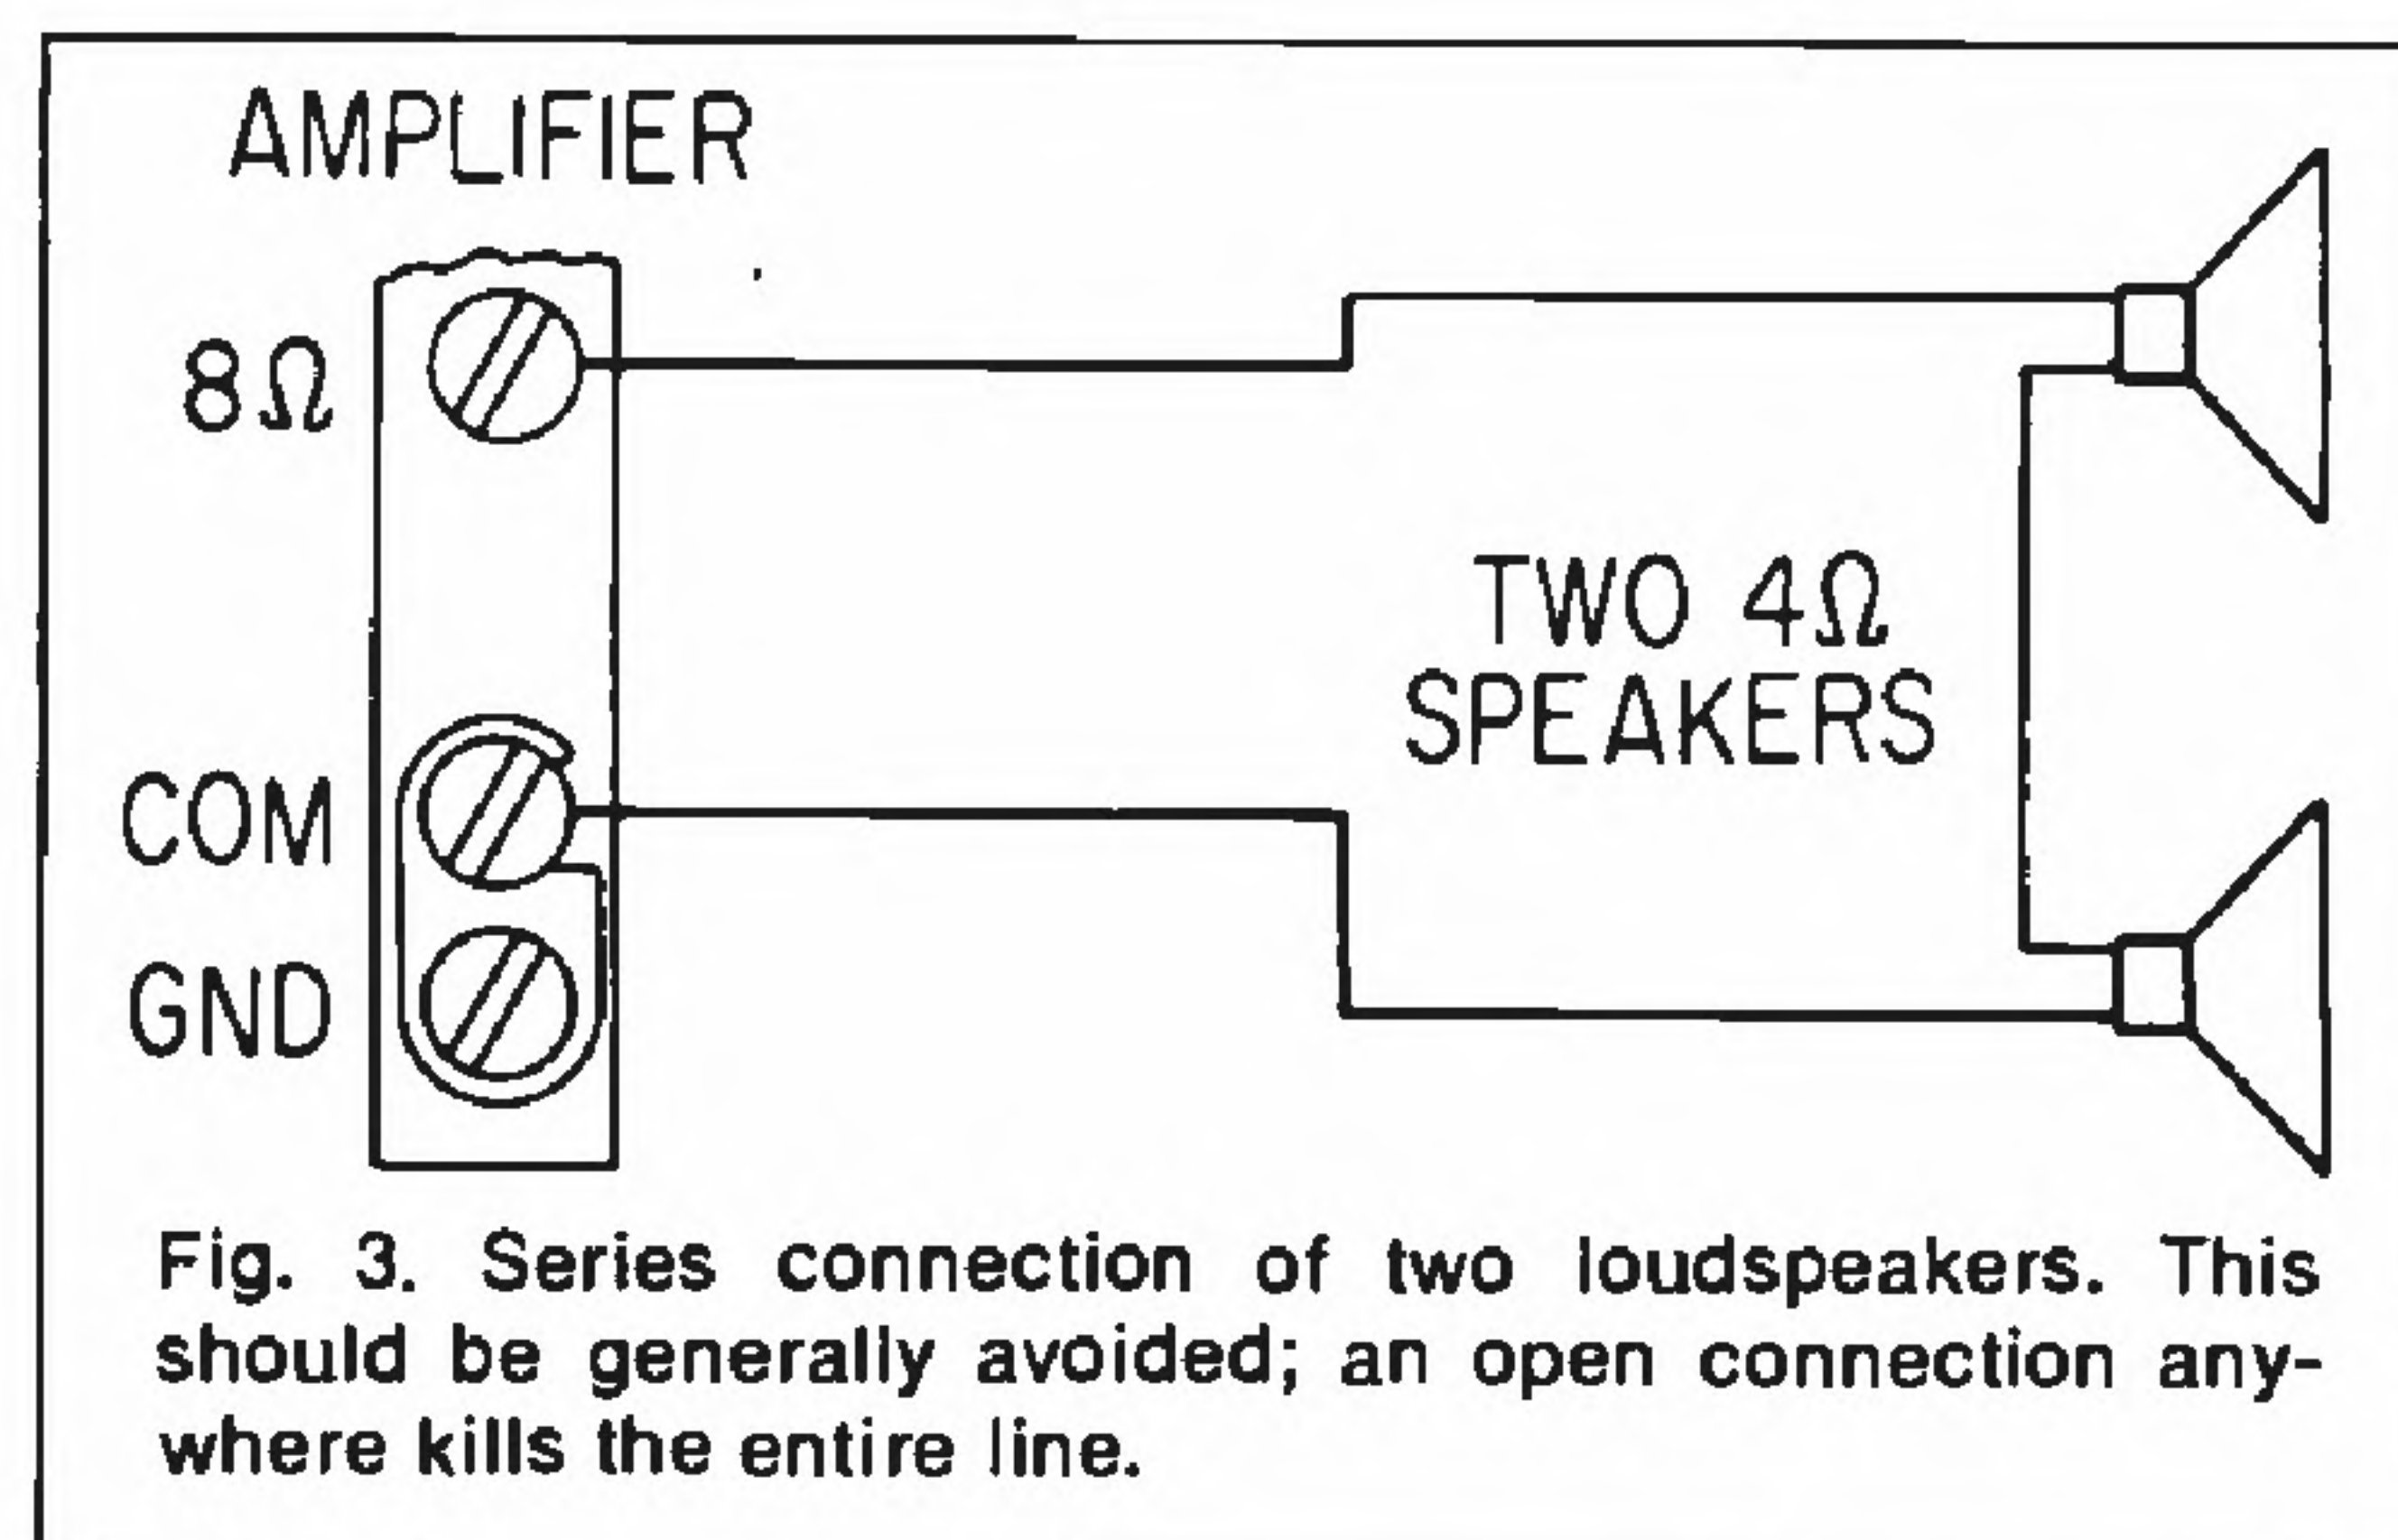 AMPLIFIER
8Ω
TWO 4Ω
SPEAKERS
COM
GND
Fig. 3. Series connection of two loudspeakers. This
should be generally avoided; an open connection any-
where kills the entire line.